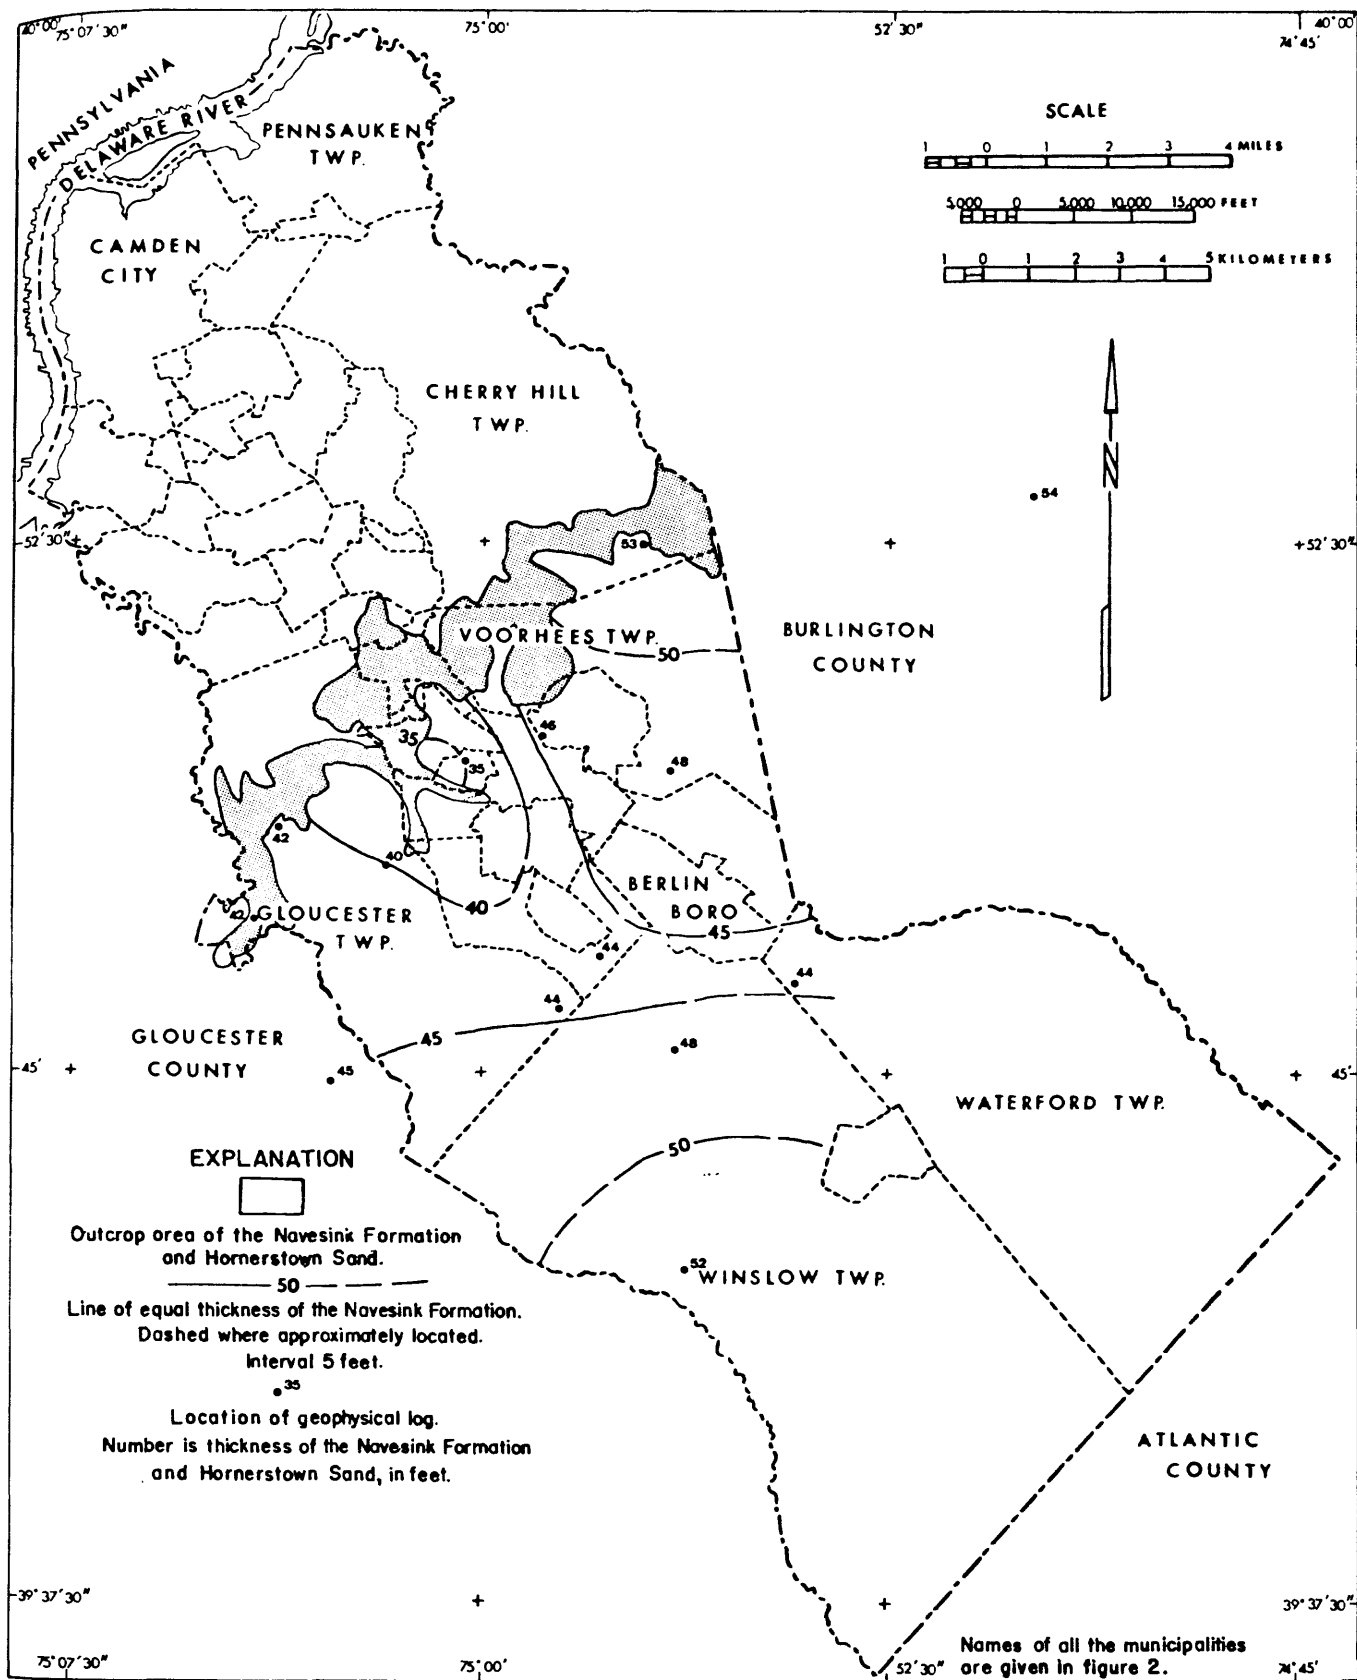 40°00'
75°07'30"
75°00'
52'30"
40°00'
74°45'
PENNSYLVANIA
DELAWARE RIVER
PENNSAUKEN
TWP.
SCALE
1 0 1 2 3 4 MILES
5,000 0 5,000 10,000 15,000 FEET
1 0 1 2 3 4 5 KILOMETERS
CAMDEN
CITY
CHERRY HILL
TWP.
N
54
52'30"
53
52'30"
VOORHEES TWP.
50
BURLINGTON
COUNTY
35
46
35
48
42
40
40
BERLIN
BORO
45
42
GLOUCESTER
TWP.
44
44
44
45
48
GLOUCESTER
COUNTY
45'
45
45'
WATERFORD TWP.
50
52
WINSLOW TWP.
EXPLANATION
Outcrop area of the Navesink Formation
and Hornerstown Sand.
50
Line of equal thickness of the Navesink Formation.
Dashed where approximately located.
Interval 5 feet.
35
Location of geophysical log.
Number is thickness of the Navesink Formation
and Hornerstown Sand, in feet.
ATLANTIC
COUNTY
39°37'30"
39°37'30"
75°07'30"
75°00'
52'30"
74°45'
Names of all the municipalities
are given in figure 2.